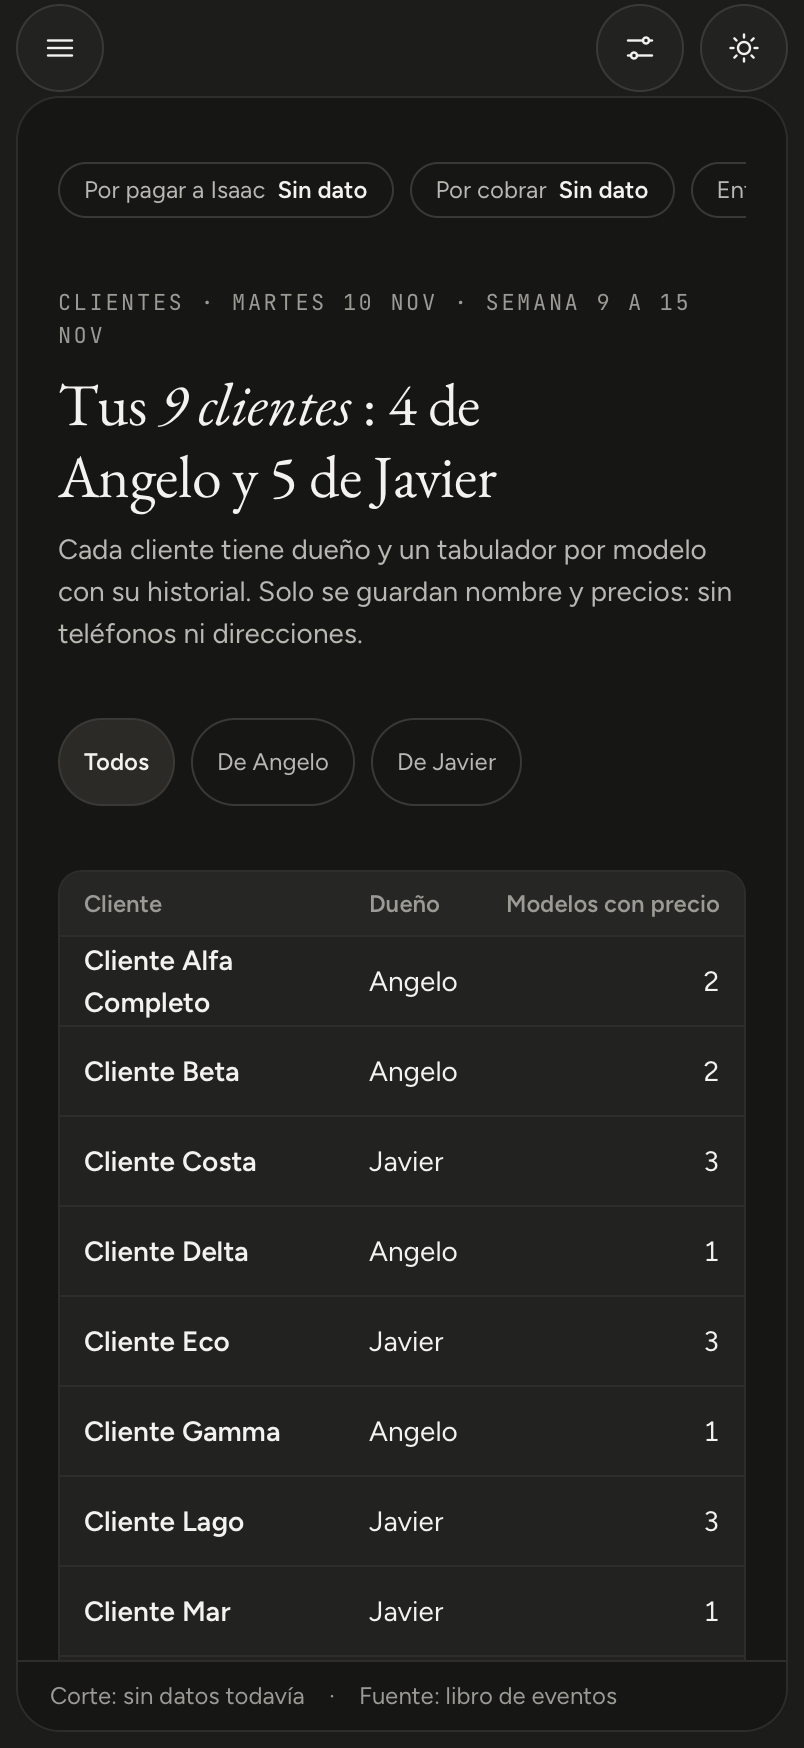 Por pagar a Isaac Sin dato
Por cobrar Sin dato
CLIENTES · MARTES 10 NOV · SEMANA 9 A 15
NOV
Tus 9 clientes : 4 de
Angelo y 5 de Javier
Cada cliente tiene dueño y un tabulador por modelo
con su historial. Solo se guardan nombre y precios: sin
teléfonos ni direcciones.
Todos De Angelo De Javier
Cliente Dueño Modelos con precio
Cliente Alfa
Completo Angelo 2
Cliente Beta Angelo 2
Cliente Costa Javier 3
Cliente Delta Angelo 1
Cliente Eco Javier 3
Cliente Gamma Angelo 1
Cliente Lago Javier 3
Cliente Mar Javier 1
Corte: sin datos todavía · Fuente: libro de eventos